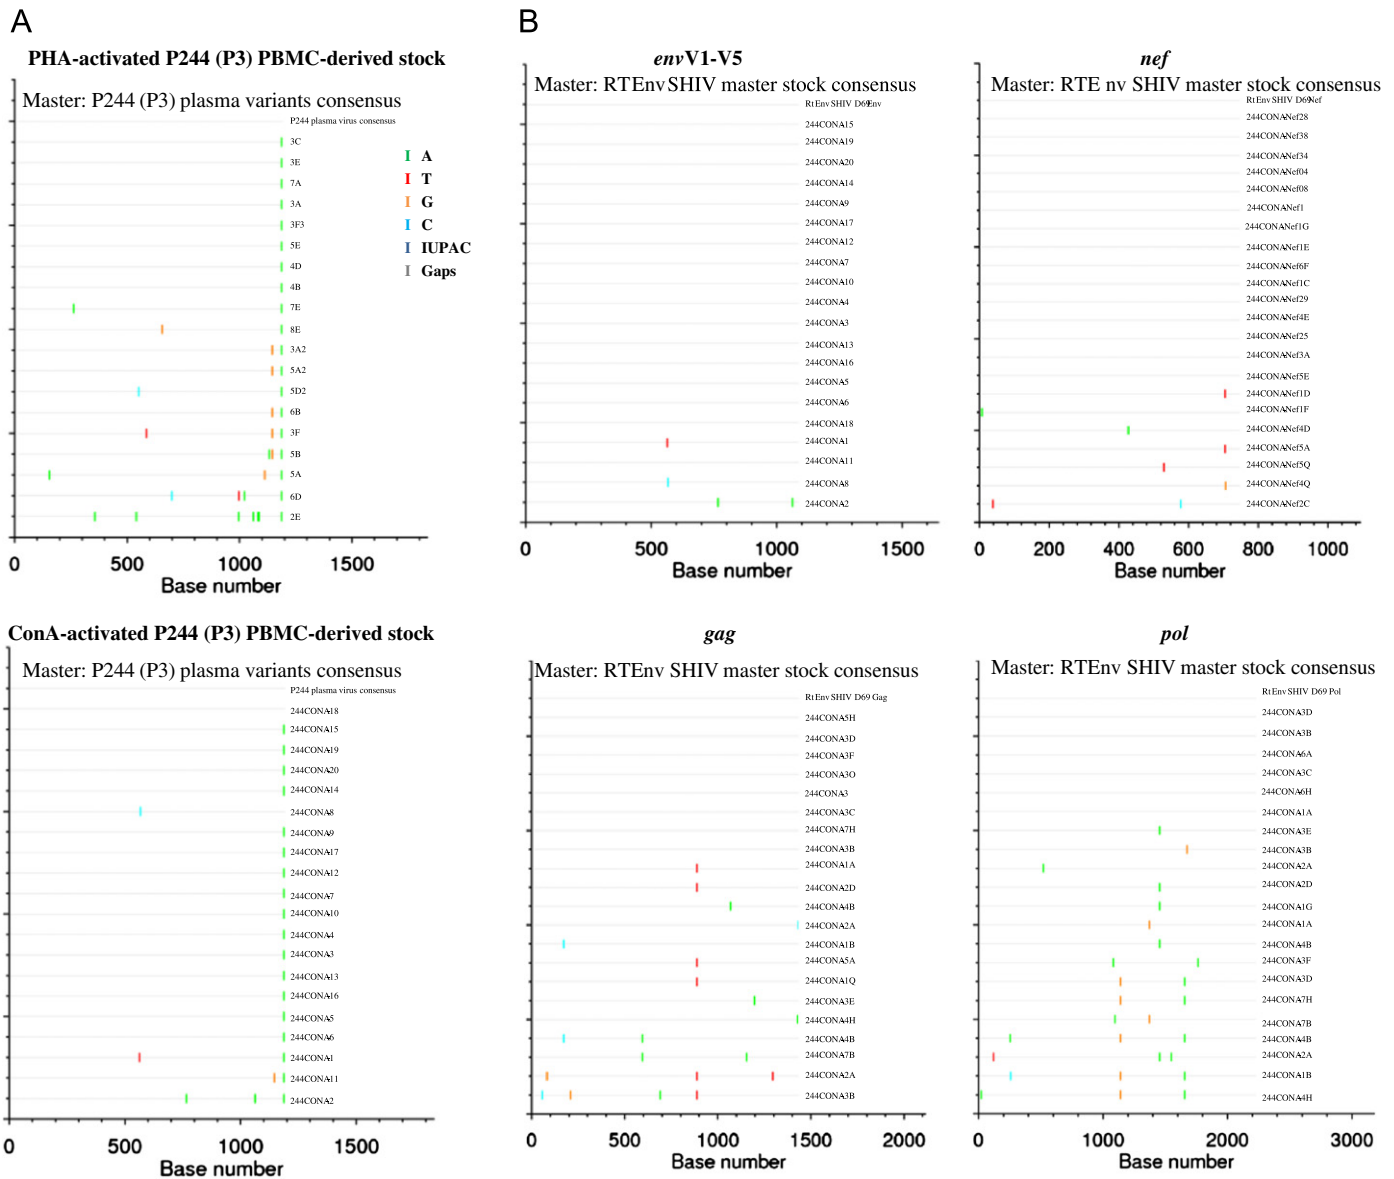 A
PHA-activated P244 (P3) PBMC-derived stock
Master: P244 (P3) plasma variants consensus
P244 plasma virus consensus
3C
3E
7A
3A
3F3
5E
4D
4B
7E
8E
3A2
5A2
5D2
6B
3F
5B
5A
6D
2E
0 500 1000 1500
Base number
I A
I T
I G
I C
I IUPAC
I Gaps
ConA-activated P244 (P3) PBMC-derived stock
Master: P244 (P3) plasma variants consensus
P244 plasma virus consensus
244CONA18
244CONA15
244CONA19
244CONA20
244CONA14
244CONA8
244CONA9
244CONA17
244CONA12
244CONA7
244CONA10
244CONA4
244CONA3
244CONA13
244CONA16
244CONA5
244CONA6
244CONA1
244CONA11
244CONA2
0 500 1000 1500
Base number
B
envV1-V5
Master: RTEnvSHIV master stock consensus
RtEnvSHIV D69Env
244CONA15
244CONA19
244CONA20
244CONA14
244CONA9
244CONA17
244CONA12
244CONA7
244CONA10
244CONA4
244CONA3
244CONA13
244CONA16
244CONA5
244CONA6
244CONA18
244CONA1
244CONA11
244CONA8
244CONA2
0 500 1000 1500
Base number
nef
Master: RTE nv SHIV master stock consensus
RtEnvSHIV D69Nef
244CONANef28
244CONANef38
244CONANef34
244CONANef04
244CONANef08
244CONANef1
244CONANef1G
244CONANef1E
244CONANef6F
244CONANef1C
244CONANef29
244CONANef4E
244CONANef25
244CONANef3A
244CONANef5E
244CONANef1D
244CONANef1F
244CONANef4D
244CONANef5A
244CONANef5Q
244CONANef4Q
244CONANef2C
0 200 400 600 800 1000
Base number
gag
Master: RTEnv SHIV master stock consensus
RtEnvSHIV D69 Gag
244CONA5H
244CONA3D
244CONA3F
244CONA3O
244CONA3
244CONA3C
244CONA7H
244CONA3B
244CONA1A
244CONA2D
244CONA4B
244CONA2A
244CONA1B
244CONA5A
244CONA1Q
244CONA3E
244CONA4H
244CONA4B
244CONA7B
244CONA2A
244CONA3B
0 500 1000 1500 2000
Base number
pol
Master: RTEnv SHIV master stock consensus
RtEnvSHIV D69 Pol
244CONA3D
244CONA3B
244CONA6A
244CONA3C
244CONA6H
244CONA1A
244CONA3E
244CONA3B
244CONA2A
244CONA2D
244CONA1G
244CONA1A
244CONA4B
244CONA3F
244CONA3D
244CONA7H
244CONA7B
244CONA4B
244CONA2A
244CONA1B
244CONA4H
0 1000 2000 3000
Base number